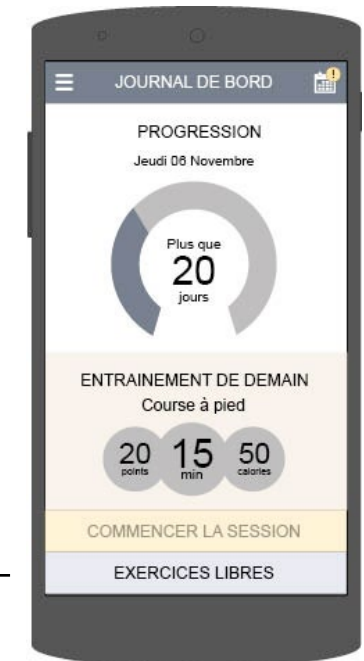 JOURNAL DE BORD
!
PROGRESSION
Jeudi 06 Novembre
Plus que
20
jours
ENTRAINEMENT DE DEMAIN
Course à pied
20 15 50
points min calories
COMMENCER LA SESSION
EXERCICES LIBRES